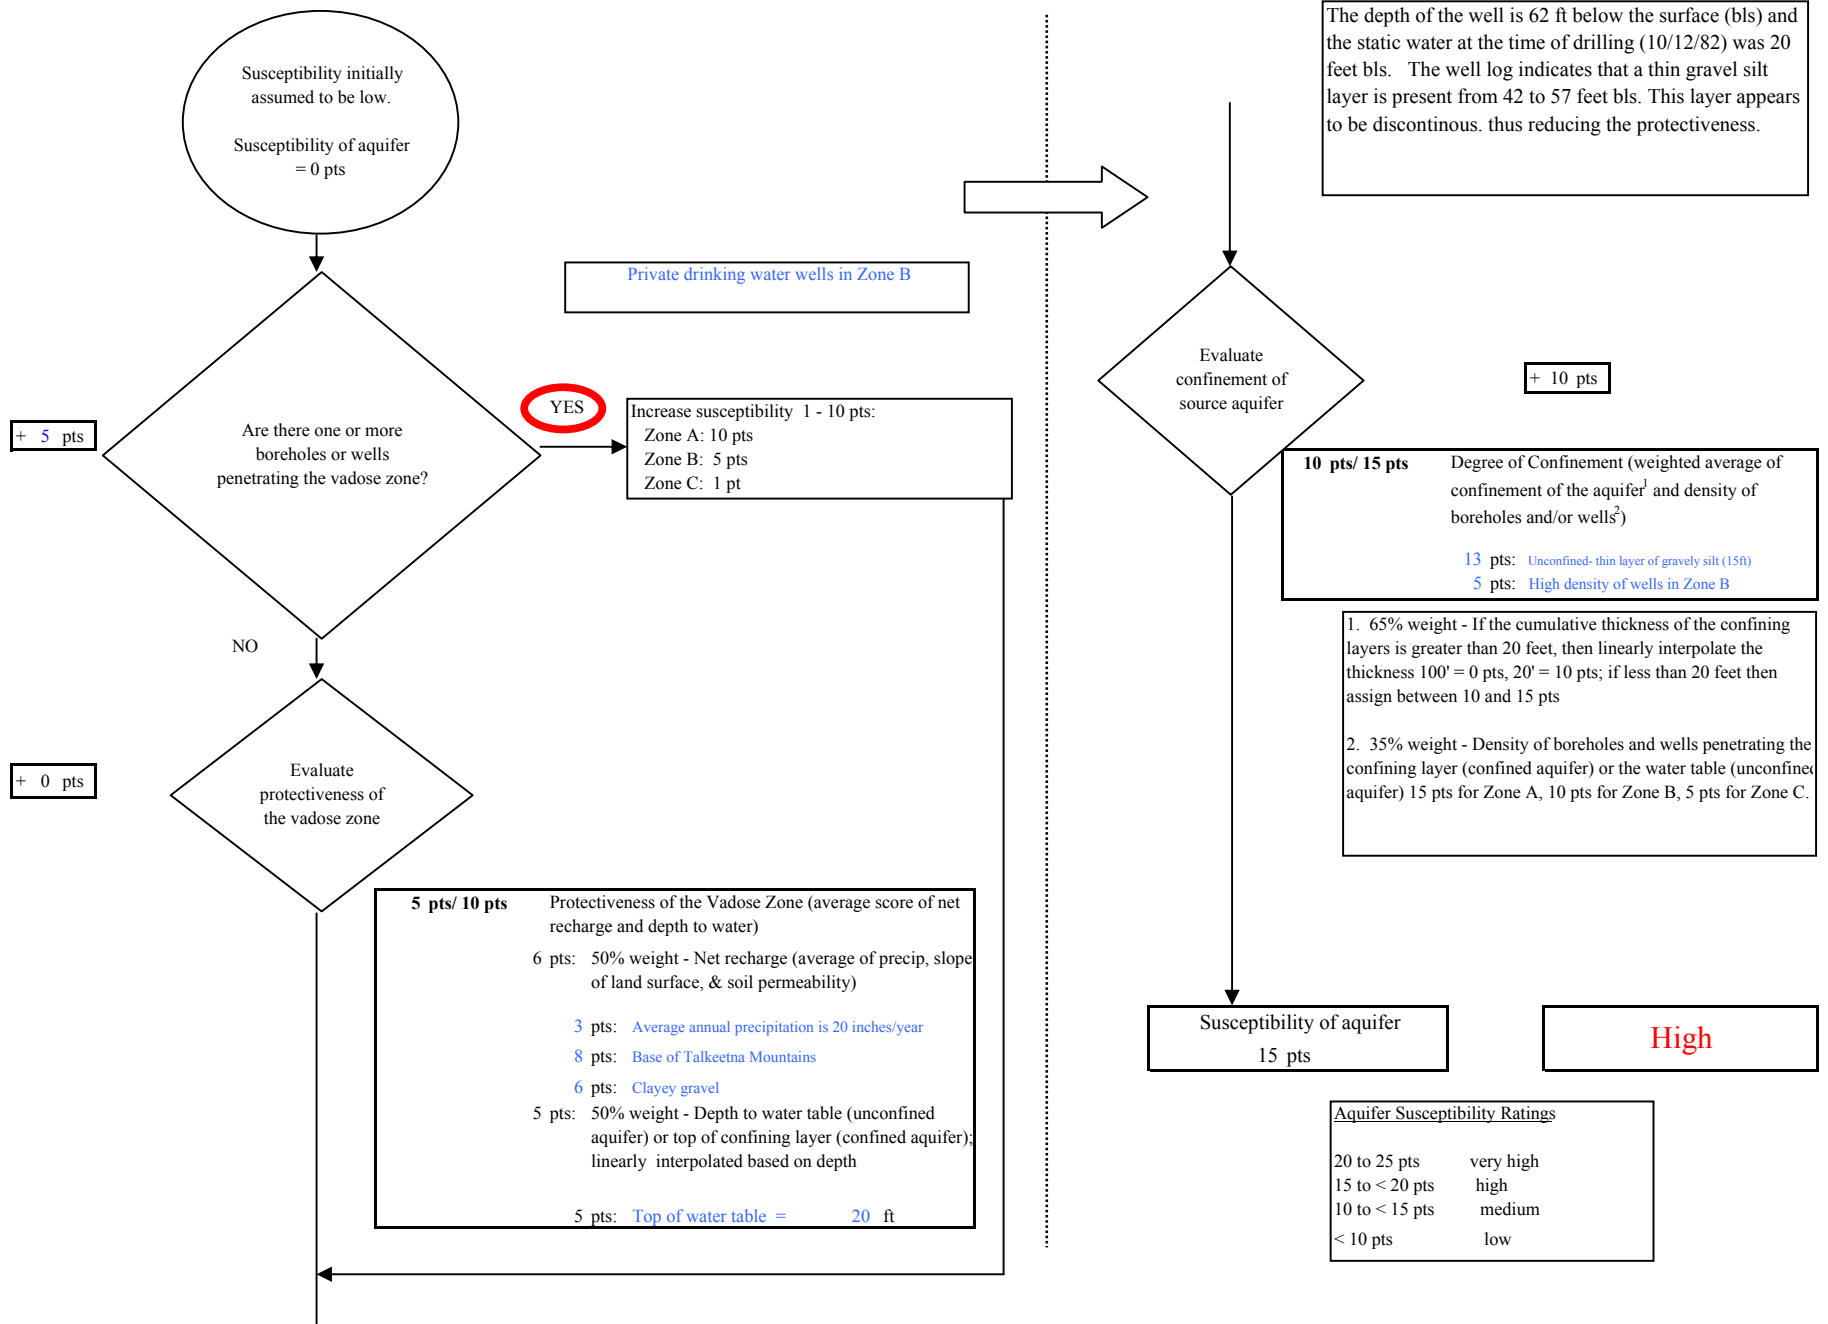 Susceptibility initially
assumed to be low.
Susceptibility of aquifer
= 0 pts
Private drinking water wells in Zone B
+ 5 pts
Are there one or more
boreholes or wells
penetrating the vadose zone?
YES
Increase susceptibility 1 - 10 pts:
Zone A: 10 pts
Zone B: 5 pts
Zone C: 1 pt
NO
+ 0 pts
Evaluate
protectiveness of
the vadose zone
5 pts/ 10 pts Protectiveness of the Vadose Zone (average score of net
recharge and depth to water)
6 pts: 50% weight - Net recharge (average of precip, slope
of land surface, & soil permeability)
3 pts: Average annual precipitation is 20 inches/year
8 pts: Base of Talkeetna Mountains
6 pts: Clayey gravel
5 pts: 50% weight - Depth to water table (unconfined
aquifer) or top of confining layer (confined aquifer);
linearly interpolated based on depth
5 pts: Top of water table = 20 ft
The depth of the well is 62 ft below the surface (bls) and
the static water at the time of drilling (10/12/82) was 20
feet bls. The well log indicates that a thin gravel silt
layer is present from 42 to 57 feet bls. This layer appears
to be discontinous. thus reducing the protectiveness.
Evaluate
confinement of
source aquifer
+ 10 pts
10 pts/ 15 pts Degree of Confinement (weighted average of
confinement of the aquifer1 and density of
boreholes and/or wells2)
13 pts: Unconfined- thin layer of gravely silt (15ft)
5 pts: High density of wells in Zone B
1. 65% weight - If the cumulative thickness of the confining
layers is greater than 20 feet, then linearly interpolate the
thickness 100' = 0 pts, 20' = 10 pts; if less than 20 feet then
assign between 10 and 15 pts
2. 35% weight - Density of boreholes and wells penetrating the
confining layer (confined aquifer) or the water table (unconfined
aquifer) 15 pts for Zone A, 10 pts for Zone B, 5 pts for Zone C.
Susceptibility of aquifer
15 pts
High
Aquifer Susceptibility Ratings
20 to 25 pts very high
15 to < 20 pts high
10 to < 15 pts medium
< 10 pts low